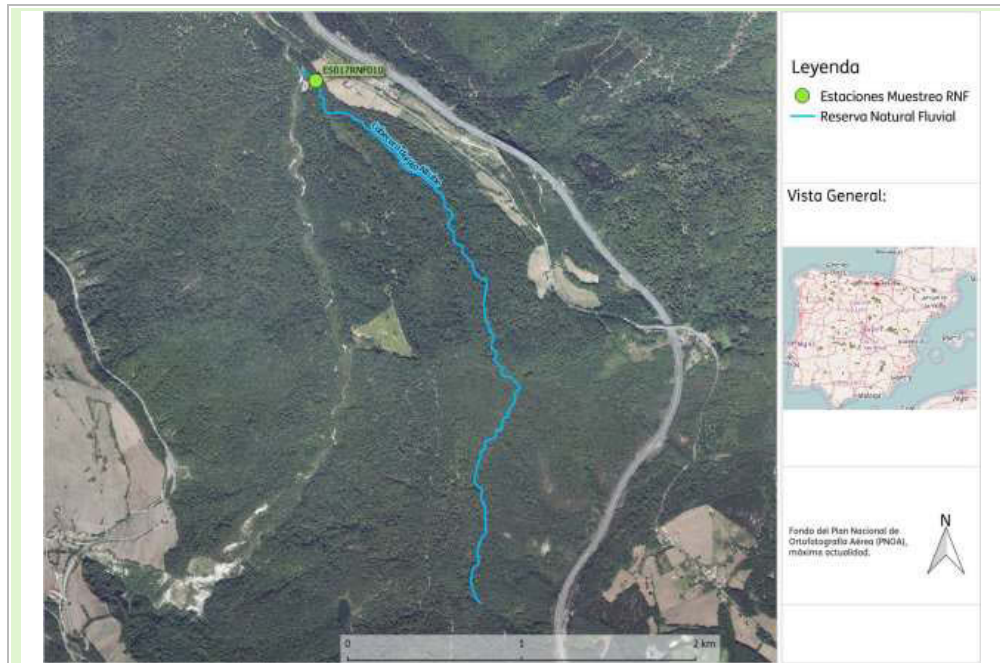 ES017RNF010
Leyenda
Estaciones Muestreo RNF
Reserva Natural Fluvial
Vista General:
Fondo del Plan Nacional de
Ortofotografía Aérea (PNOA),
máxima actualidad.
N
0 1 2 km